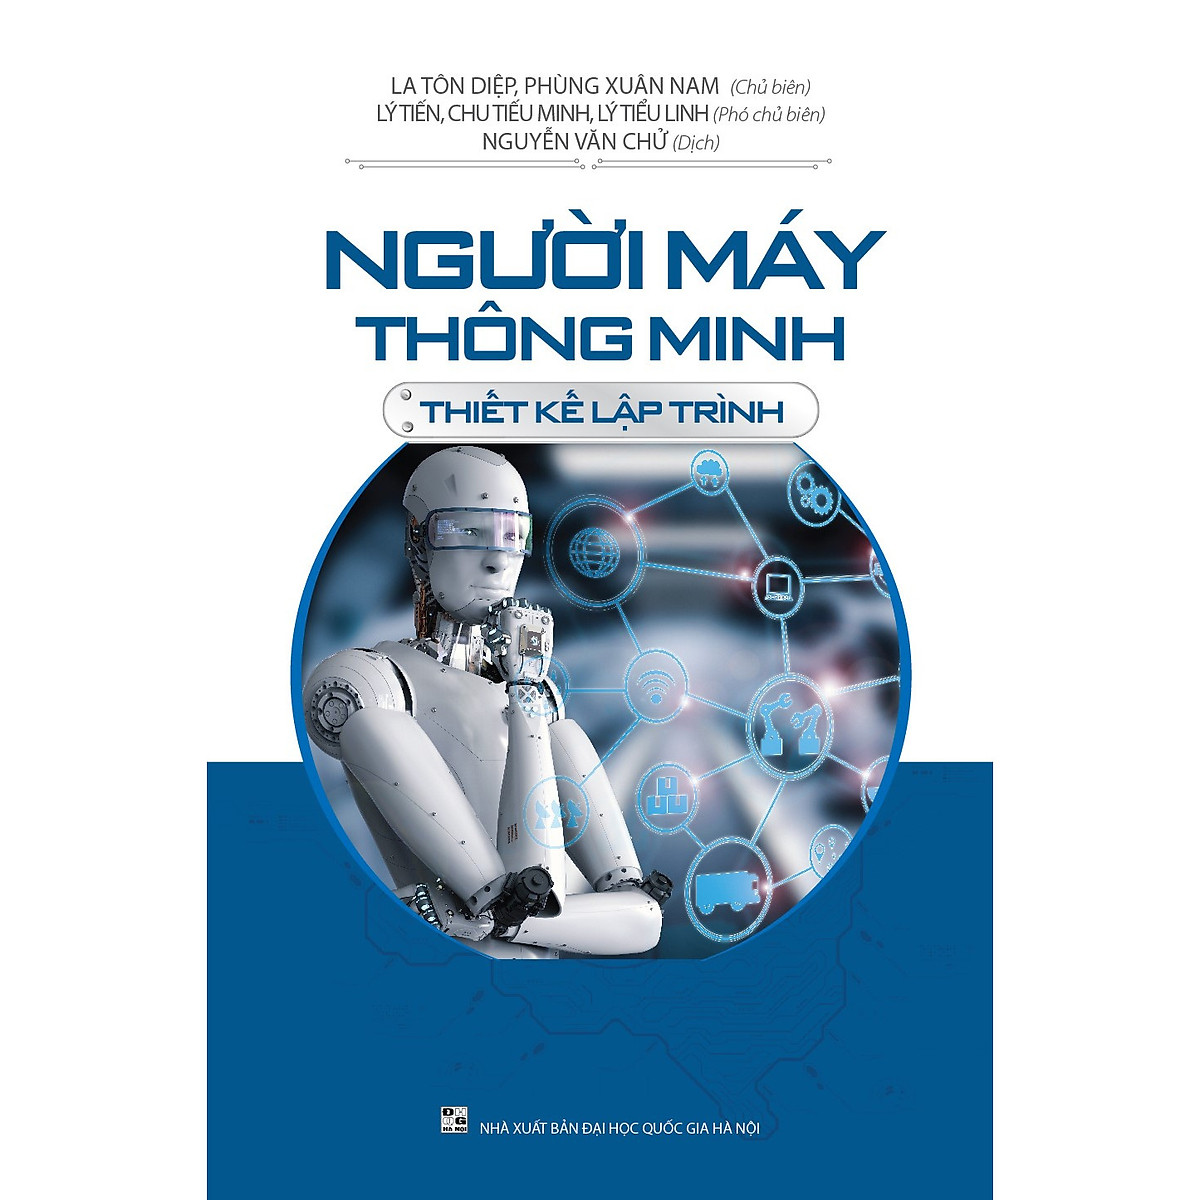 LA TÔN DIỆP, PHÙNG XUÂN NAM (Chủ biên)
LÝ TIẾN, CHU TIẾU MINH, LÝ TIỂU LINH (Phó chủ biên)
NGUYỄN VĂN CHỬ (Dịch)
NGƯỜI MÁY
THÔNG MINH
THIẾT KẾ LẬP TRÌNH
NHÀ XUẤT BẢN ĐẠI HỌC QUỐC GIA HÀ NỘI